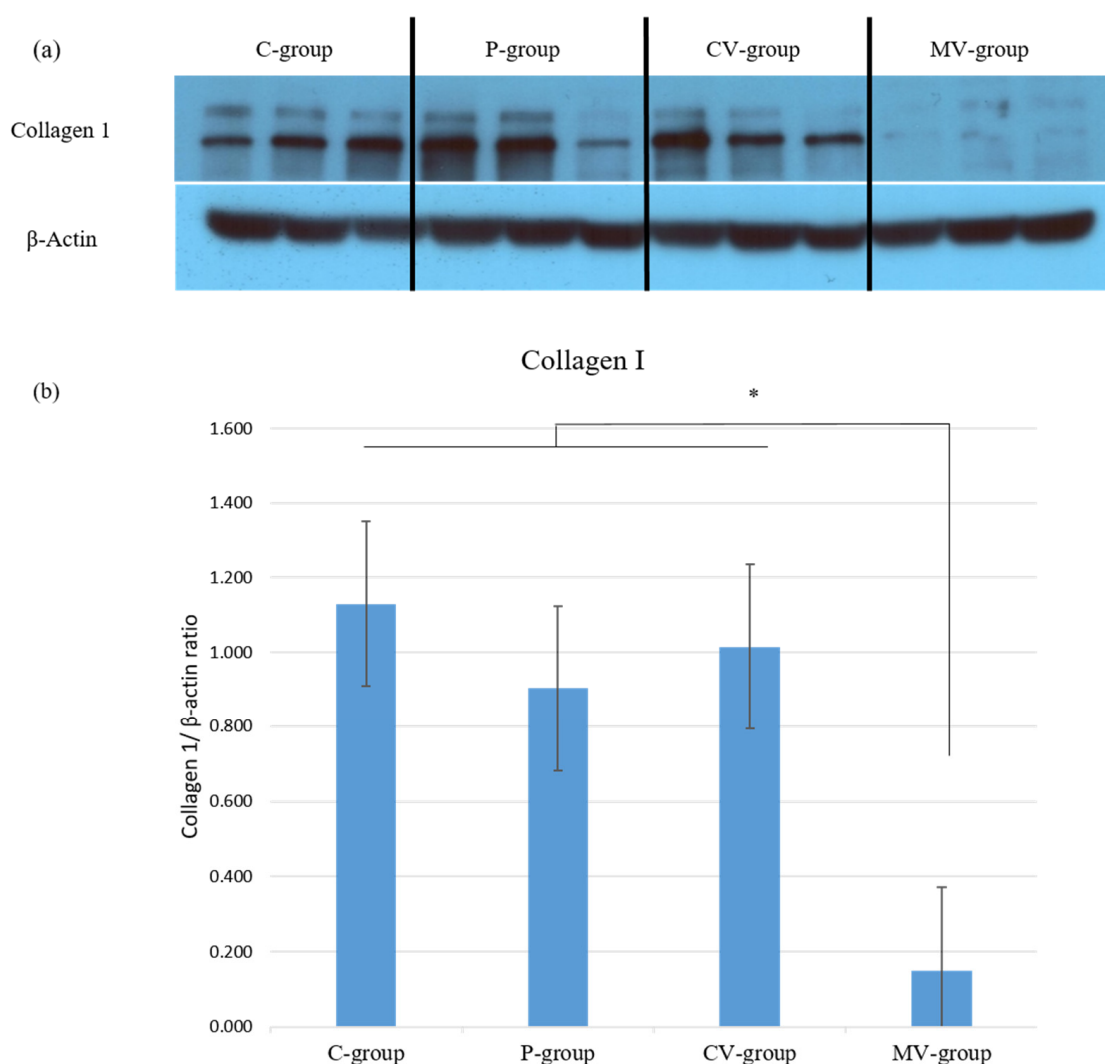 (a)
C-group P-group CV-group MV-group
Collagen 1
β-Actin
Collagen I
(b)
*
1.600
1.400
1.200
1.000
0.800
0.600
0.400
0.200
0.000
Collagen 1/ β-actin ratio
C-group P-group CV-group MV-group